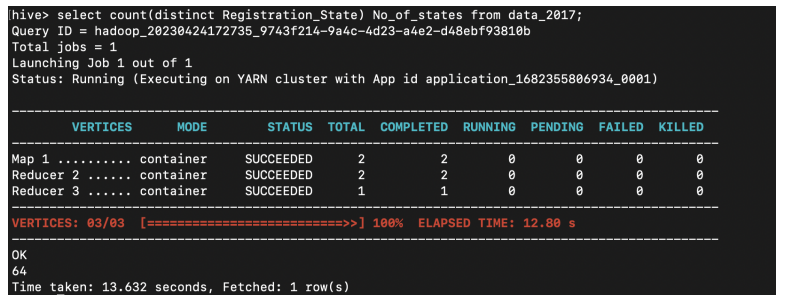 hive> select count(distinct Registration_State) No_of_states from data_2017;
Query ID = hadoop_20230424172735_9743f214-9a4c-4d23-a4e2-d48ebf93810b
Total jobs = 1
Launching Job 1 out of 1
Status: Running (Executing on YARN cluster with App id application_1682355806934_0001)
----------------------------------------------------------------------------------------------
VERTICES MODE STATUS TOTAL COMPLETED RUNNING PENDING FAILED KILLED
----------------------------------------------------------------------------------------------
Map 1 .......... container SUCCEEDED 2 2 0 0 0 0
Reducer 2 ...... container SUCCEEDED 2 2 0 0 0 0
Reducer 3 ...... container SUCCEEDED 1 1 0 0 0 0
----------------------------------------------------------------------------------------------
VERTICES: 03/03 [==========================>>] 100% ELAPSED TIME: 12.80 s
----------------------------------------------------------------------------------------------
OK
64
Time taken: 13.632 seconds, Fetched: 1 row(s)